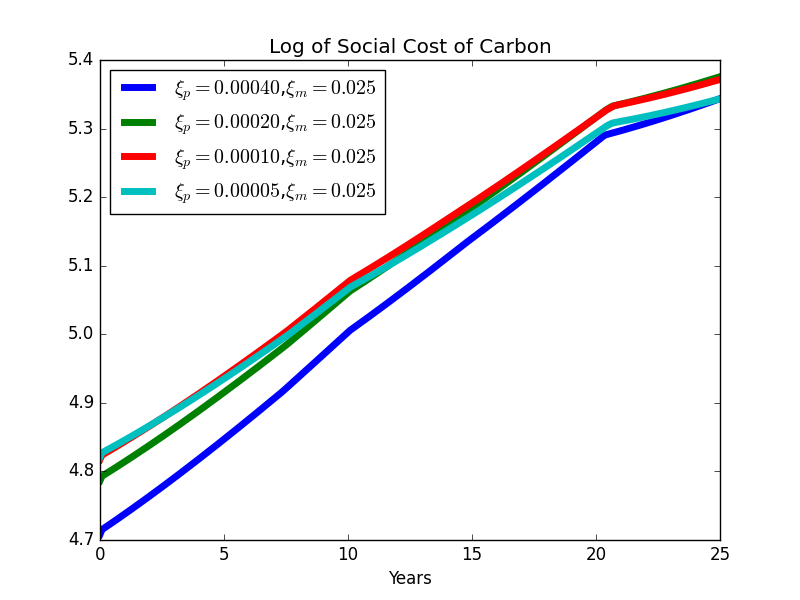 Log of Social Cost of Carbon
5.4
5.3
5.2
5.1
5.0
4.9
4.8
4.7
ξₚ = 0.00040,ξₘ = 0.025
ξₚ = 0.00020,ξₘ = 0.025
ξₚ = 0.00010,ξₘ = 0.025
ξₚ = 0.00005,ξₘ = 0.025
0 5 10 15 20 25
Years